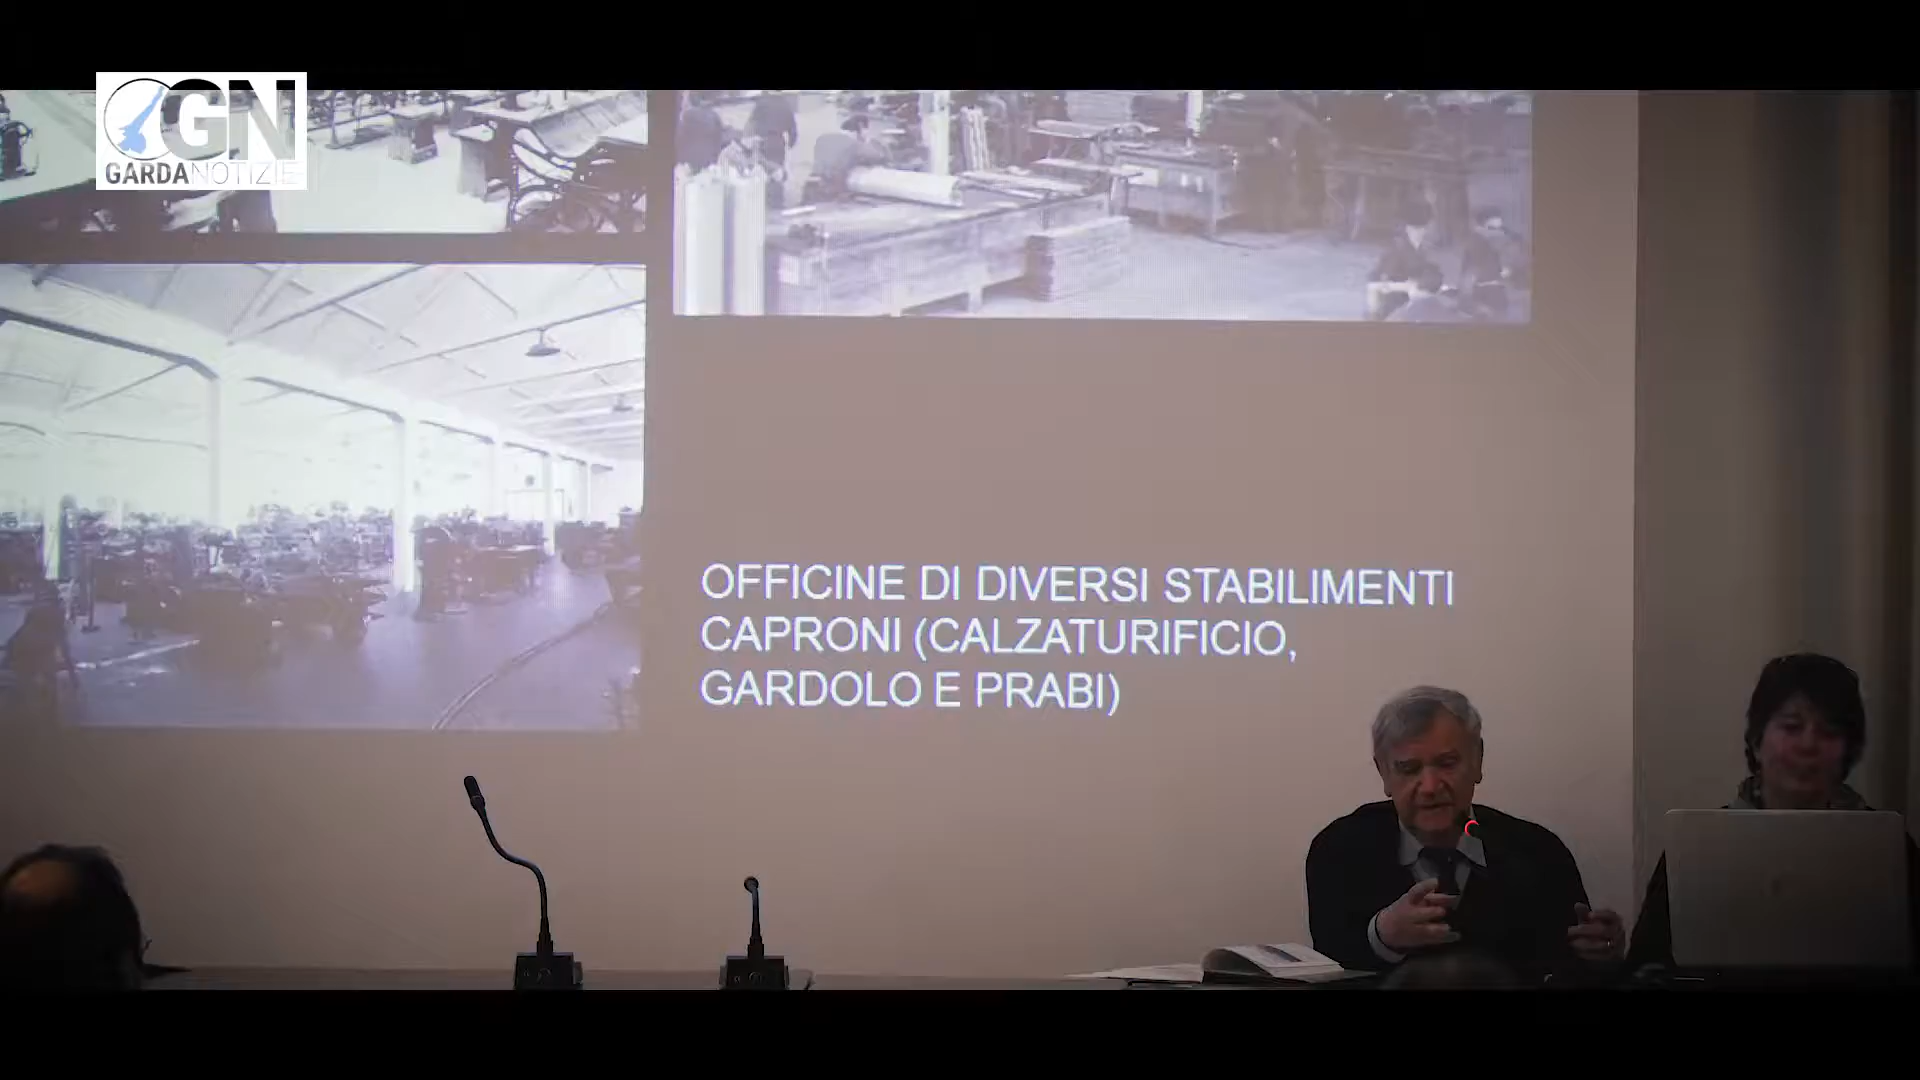 GN
GARDANOTIZIE
OFFICINE DI DIVERSI STABILIMENTI
CAPRONI (CALZATURIFICIO,
GARDOLO E PRABI)